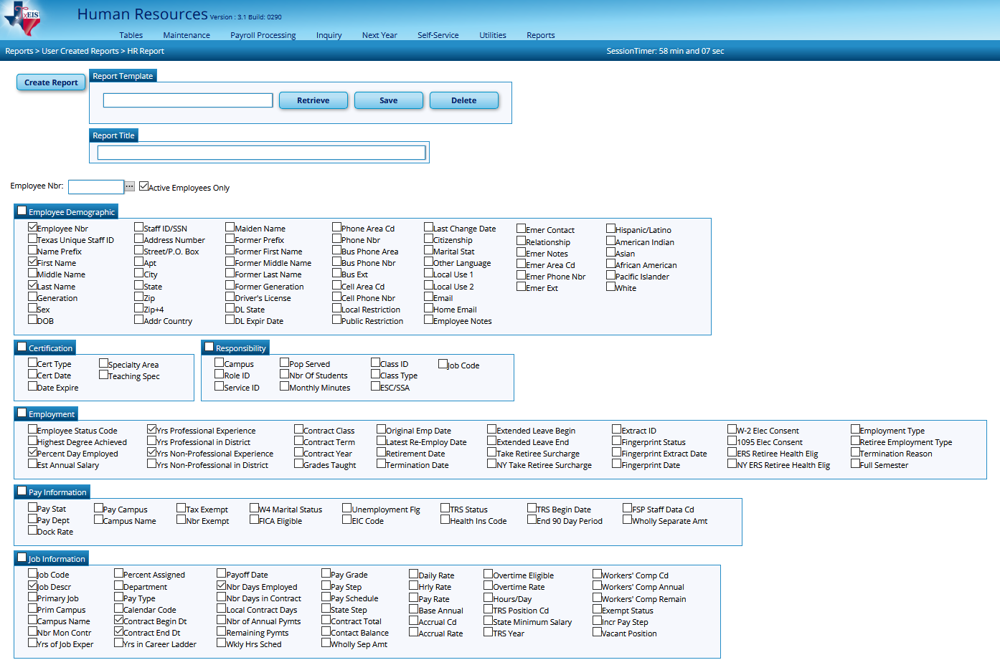 TxEIS
Human Resources Version : 3.1 Build: 0290
Tables Maintenance Payroll Processing Inquiry Next Year Self-Service Utilities Reports
Reports > User Created Reports > HR Report SessionTimer: 58 min and 07 sec
Create Report
Report Template
Retrieve Save Delete
Report Title
Employee Nbr: ... Active Employees Only
Employee Demographic
Employee Nbr Staff ID/SSN Maiden Name Phone Area Cd Last Change Date Emer Contact Hispanic/Latino
Texas Unique Staff ID Address Number Former Prefix Phone Nbr Citizenship Relationship American Indian
Name Prefix Street/P.O. Box Former First Name Bus Phone Area Marital Stat Emer Notes Asian
First Name Apt Former Middle Name Bus Phone Nbr Other Language Emer Area Cd African American
Middle Name City Former Last Name Bus Ext Local Use 1 Emer Phone Nbr Pacific Islander
Last Name State Former Generation Cell Area Cd Local Use 2 Emer Ext White
Generation Zip Driver's License Cell Phone Nbr Email
Sex Zip+4 DL State Local Restriction Home Email
DOB Addr Country DL Expir Date Public Restriction Employee Notes
Certification
Cert Type Specialty Area
Cert Date Teaching Spec
Date Expire
Responsibility
Campus Pop Served Class ID Job Code
Role ID Nbr Of Students Class Type
Service ID Monthly Minutes ESC/SSA
Employment
Employee Status Code Yrs Professional Experience Contract Class Original Emp Date Extended Leave Begin Extract ID W-2 Elec Consent Employment Type
Highest Degree Achieved Yrs Professional in District Contract Term Latest Re-Employ Date Extended Leave End Fingerprint Status 1095 Elec Consent Retiree Employment Type
Percent Day Employed Yrs Non-Professional Experience Contract Year Retirement Date Take Retiree Surcharge Fingerprint Extract Date ERS Retiree Health Elig Termination Reason
Est Annual Salary Yrs Non-Professional in District Grades Taught Termination Date NY Take Retiree Surcharge Fingerprint Date NY ERS Retiree Health Elig Full Semester
Pay Information
Pay Stat Pay Campus Tax Exempt W4 Marital Status Unemployment Flg TRS Status TRS Begin Date FSP Staff Data Cd
Pay Dept Campus Name Nbr Exempt FICA Eligible EIC Code Health Ins Code End 90 Day Period Wholly Separate Amt
Dock Rate
Job Information
Job Code Percent Assigned Payoff Date Pay Grade Daily Rate Overtime Eligible Workers' Comp Cd
Job Descr Department Nbr Days Employed Pay Step Hrly Rate Overtime Rate Workers' Comp Annual
Primary Job Pay Type Nbr Days in Contract Pay Schedule Pay Rate Hours/Day Workers' Comp Remain
Prim Campus Calendar Code Local Contract Days State Step Base Annual TRS Position Cd Exempt Status
Campus Name Contract Begin Dt Nbr of Annual Pymts Contract Total Accrual Cd State Minimum Salary Incr Pay Step
Nbr Mon Contr Contract End Dt Remaining Pymts Contact Balance Accrual Rate TRS Year Vacant Position
Yrs of Job Exper Yrs in Career Ladder Wkly Hrs Sched Wholly Sep Amt